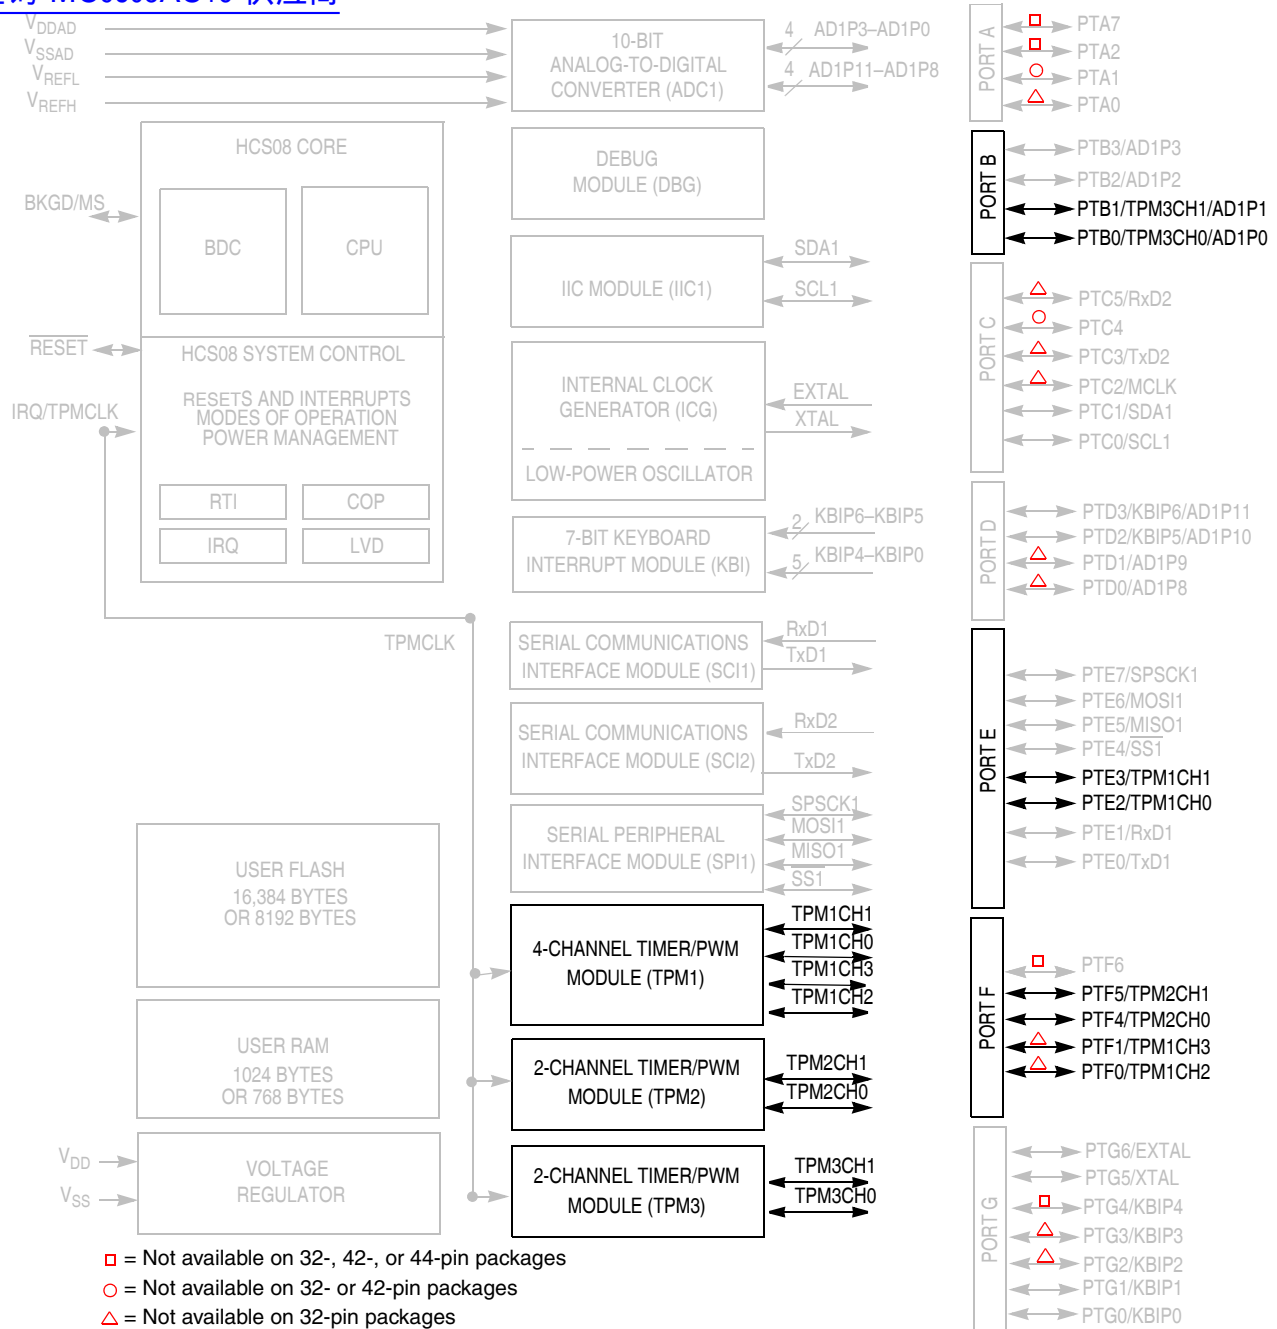 MC9S08AC16 供应商
V_DDAD
V_SSAD
V_REFL
V_REFH
10-BIT
ANALOG-TO-DIGITAL
CONVERTER (ADC1)
4 AD1P3–AD1P0
4 AD1P11–AD1P8
HCS08 CORE
BDC
CPU
BKGD/MS
RESET
IRQ/TPMCLK
HCS08 SYSTEM CONTROL
RESETS AND INTERRUPTS
MODES OF OPERATION
POWER MANAGEMENT
RTI
COP
IRQ
LVD
TPMCLK
DEBUG
MODULE (DBG)
IIC MODULE (IIC1)
SDA1
SCL1
INTERNAL CLOCK
GENERATOR (ICG)
EXTAL
XTAL
LOW-POWER OSCILLATOR
7-BIT KEYBOARD
INTERRUPT MODULE (KBI)
2 KBIP6–KBIP5
5 KBIP4–KBIP0
SERIAL COMMUNICATIONS
INTERFACE MODULE (SCI1)
RxD1
TxD1
SERIAL COMMUNICATIONS
INTERFACE MODULE (SCI2)
RxD2
TxD2
SERIAL PERIPHERAL
INTERFACE MODULE (SPI1)
SPSCK1
MOSI1
MISO1
SS1
USER FLASH
16,384 BYTES
OR 8192 BYTES
4-CHANNEL TIMER/PWM
MODULE (TPM1)
TPM1CH1
TPM1CH0
TPM1CH3
TPM1CH2
USER RAM
1024 BYTES
OR 768 BYTES
2-CHANNEL TIMER/PWM
MODULE (TPM2)
TPM2CH1
TPM2CH0
V_DD
V_SS
VOLTAGE
REGULATOR
2-CHANNEL TIMER/PWM
MODULE (TPM3)
TPM3CH1
TPM3CH0
PORT A
PTA7
PTA2
PTA1
PTA0
PORT B
PTB3/AD1P3
PTB2/AD1P2
PTB1/TPM3CH1/AD1P1
PTB0/TPM3CH0/AD1P0
PORT C
PTC5/RxD2
PTC4
PTC3/TxD2
PTC2/MCLK
PTC1/SDA1
PTC0/SCL1
PORT D
PTD3/KBIP6/AD1P11
PTD2/KBIP5/AD1P10
PTD1/AD1P9
PTD0/AD1P8
PORT E
PTE7/SPSCK1
PTE6/MOSI1
PTE5/MISO1
PTE4/SS1
PTE3/TPM1CH1
PTE2/TPM1CH0
PTE1/RxD1
PTE0/TxD1
PORT F
PTF6
PTF5/TPM2CH1
PTF4/TPM2CH0
PTF1/TPM1CH3
PTF0/TPM1CH2
PORT G
PTG6/EXTAL
PTG5/XTAL
PTG4/KBIP4
PTG3/KBIP3
PTG2/KBIP2
PTG1/KBIP1
PTG0/KBIP0
□ = Not available on 32-, 42-, or 44-pin packages
○ = Not available on 32- or 42-pin packages
△ = Not available on 32-pin packages